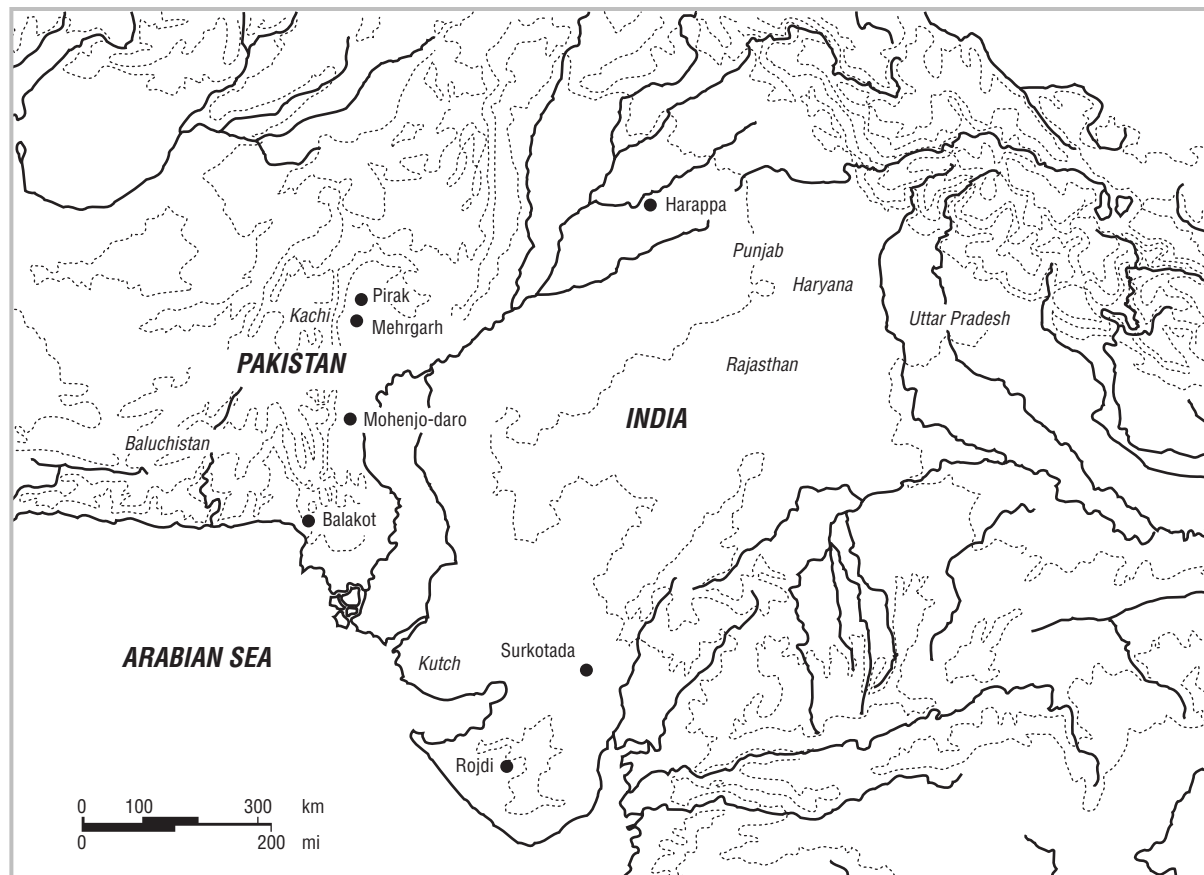 Harappa
Punjab
Haryana
Pirak
Kachi
Mehrgarh
Uttar Pradesh
PAKISTAN
Rajasthan
Mohenjo-daro
INDIA
Baluchistan
Balakot
ARABIAN SEA
Surkotada
Kutch
Rojdi
0 100 300 km
0 200 mi